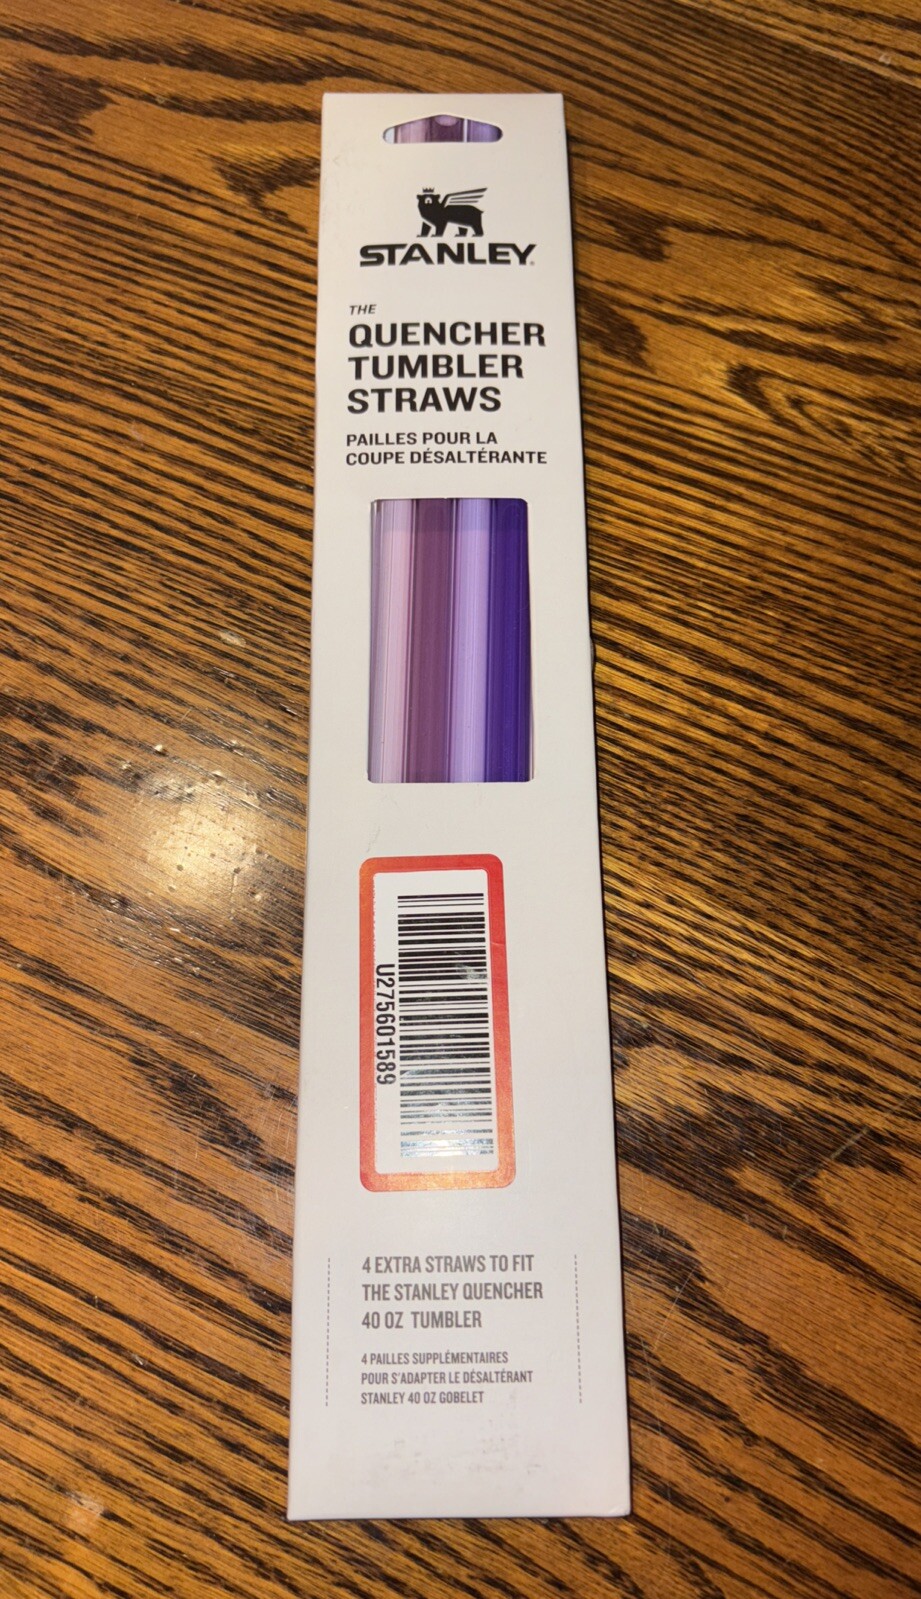 STANLEY
THE
QUENCHER
TUMBLER
STRAWS
PAILLES POUR LA
COUPE DÉSALTÉRANTE
U275601589
4 EXTRA STRAWS TO FIT
THE STANLEY QUENCHER
40 OZ TUMBLER
4 PAILLES SUPPLÉMENTAIRES
POUR S'ADAPTER LE DÉSALTÉRANT
STANLEY 40 OZ GOBELET